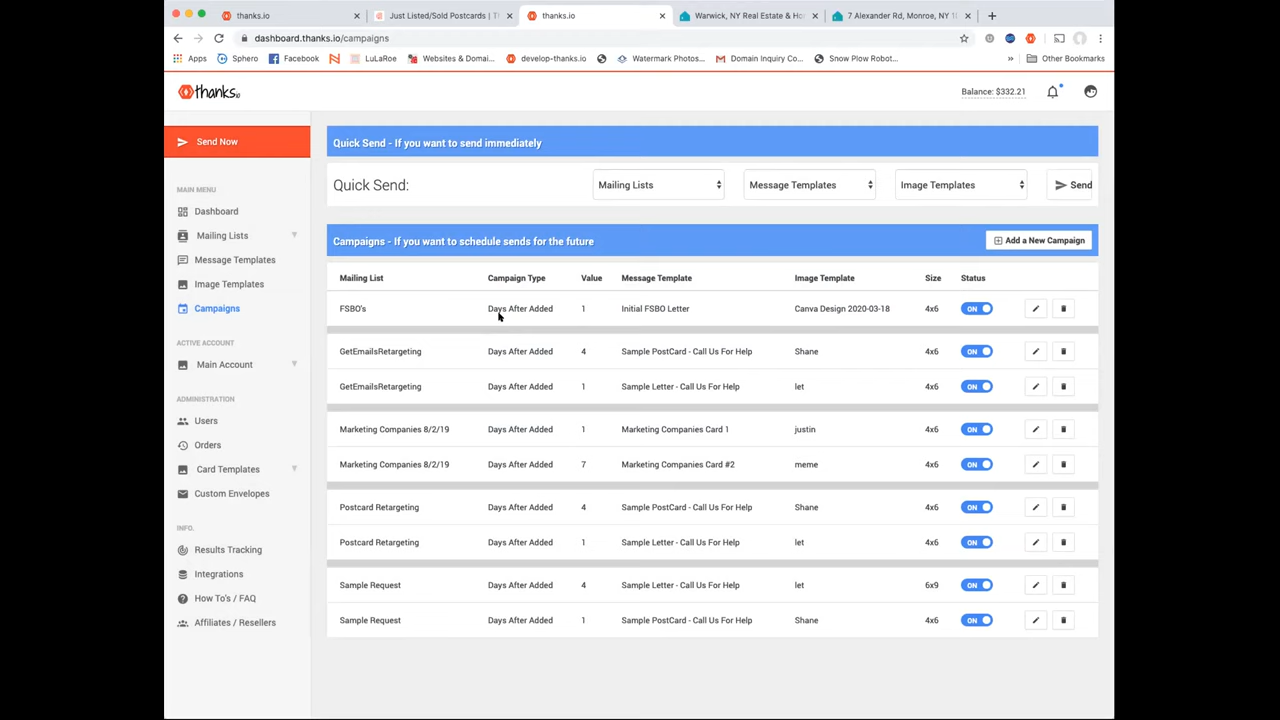 thanks.io
Just Listed/Sold Postcards | Th
thanks.io
Warwick, NY Real Estate & Ho
7 Alexander Rd, Monroe, NY 1
dashboard.thanks.io/campaigns
Apps
Sphero
Facebook
LuLaRoe
Websites & Domai...
develop-thanks.io
Watermark Photos...
Domain Inquiry Co...
Snow Plow Robot...
»
Other Bookmarks
thanks.io
Balance: $332.21
Send Now
MAIN MENU
Dashboard
Mailing Lists
Message Templates
Image Templates
Campaigns
ACTIVE ACCOUNT
Main Account
ADMINISTRATION
Users
Orders
Card Templates
Custom Envelopes
INFO.
Results Tracking
Integrations
How To's / FAQ
Affiliates / Resellers
Quick Send - If you want to send immediately
Quick Send: Mailing Lists Message Templates Image Templates Send
Campaigns - If you want to schedule sends for the future
Add a New Campaign
Mailing List Campaign Type Value Message Template Image Template Size Status
FSBO's Days After Added 1 Initial FSBO Letter Canva Design 2020-03-18 4x6 ON
GetEmailsRetargeting Days After Added 4 Sample PostCard - Call Us For Help Shane 4x6 ON
GetEmailsRetargeting Days After Added 1 Sample Letter - Call Us For Help let 4x6 ON
Marketing Companies 8/2/19 Days After Added 1 Marketing Companies Card 1 justin 4x6 ON
Marketing Companies 8/2/19 Days After Added 7 Marketing Companies Card #2 meme 4x6 ON
Postcard Retargeting Days After Added 4 Sample PostCard - Call Us For Help Shane 4x6 ON
Postcard Retargeting Days After Added 1 Sample Letter - Call Us For Help let 4x6 ON
Sample Request Days After Added 4 Sample Letter - Call Us For Help let 6x9 ON
Sample Request Days After Added 1 Sample PostCard - Call Us For Help Shane 4x6 ON